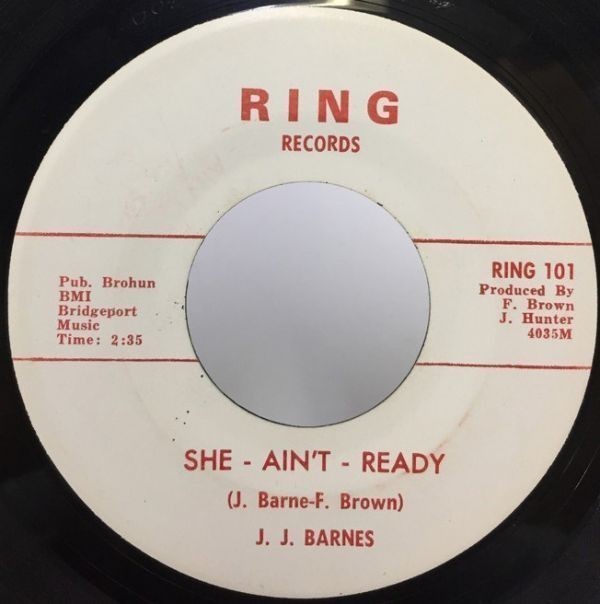 RING
RECORDS
Pub. Brohun
BMI
Bridgeport
Music
Time: 2:35
RING 101
Produced By
F. Brown
J. Hunter
4035M
SHE - AIN'T - READY
(J. Barne-F. Brown)
J. J. BARNES